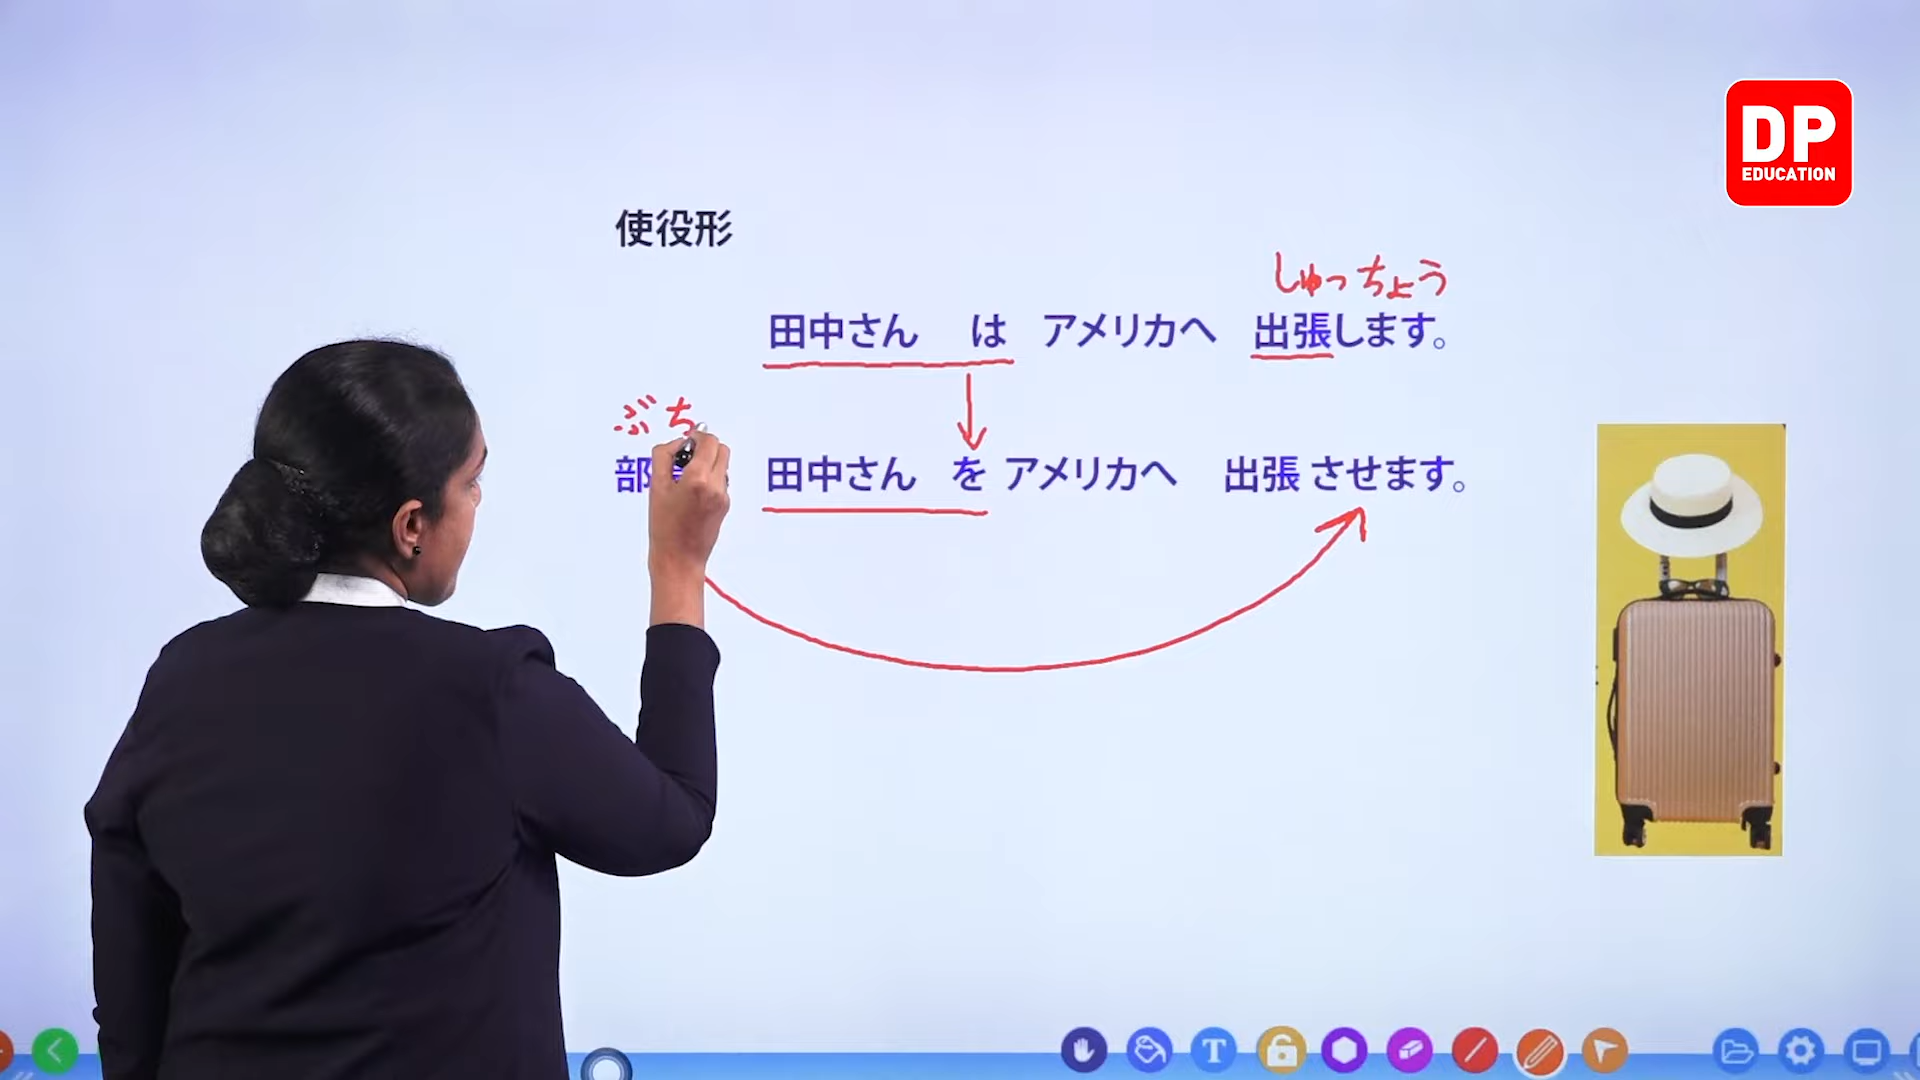 DP
EDUCATION
使役形
しゅっちょう
田中さん は アメリカへ 出張します。
ぶち
部 田中さん を アメリカへ 出張 させます。
T